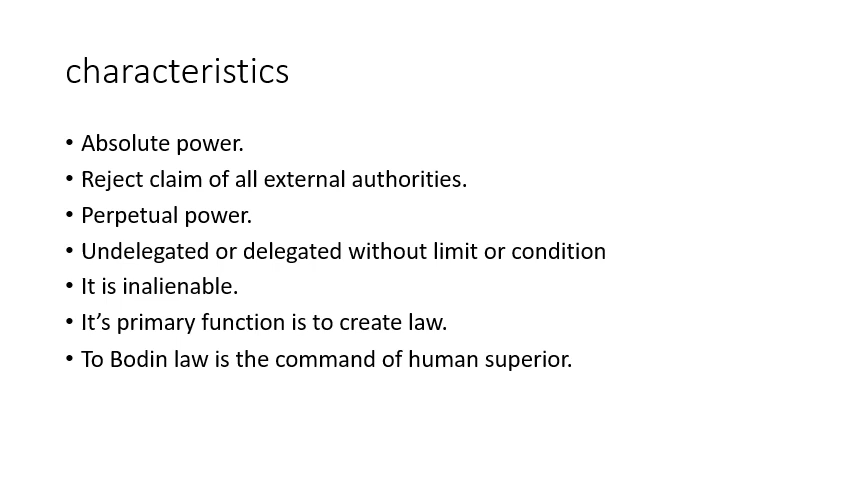 characteristics
• Absolute power.
• Reject claim of all external authorities.
• Perpetual power.
• Undelegated or delegated without limit or condition
• It is inalienable.
• It’s primary function is to create law.
• To Bodin law is the command of human superior.